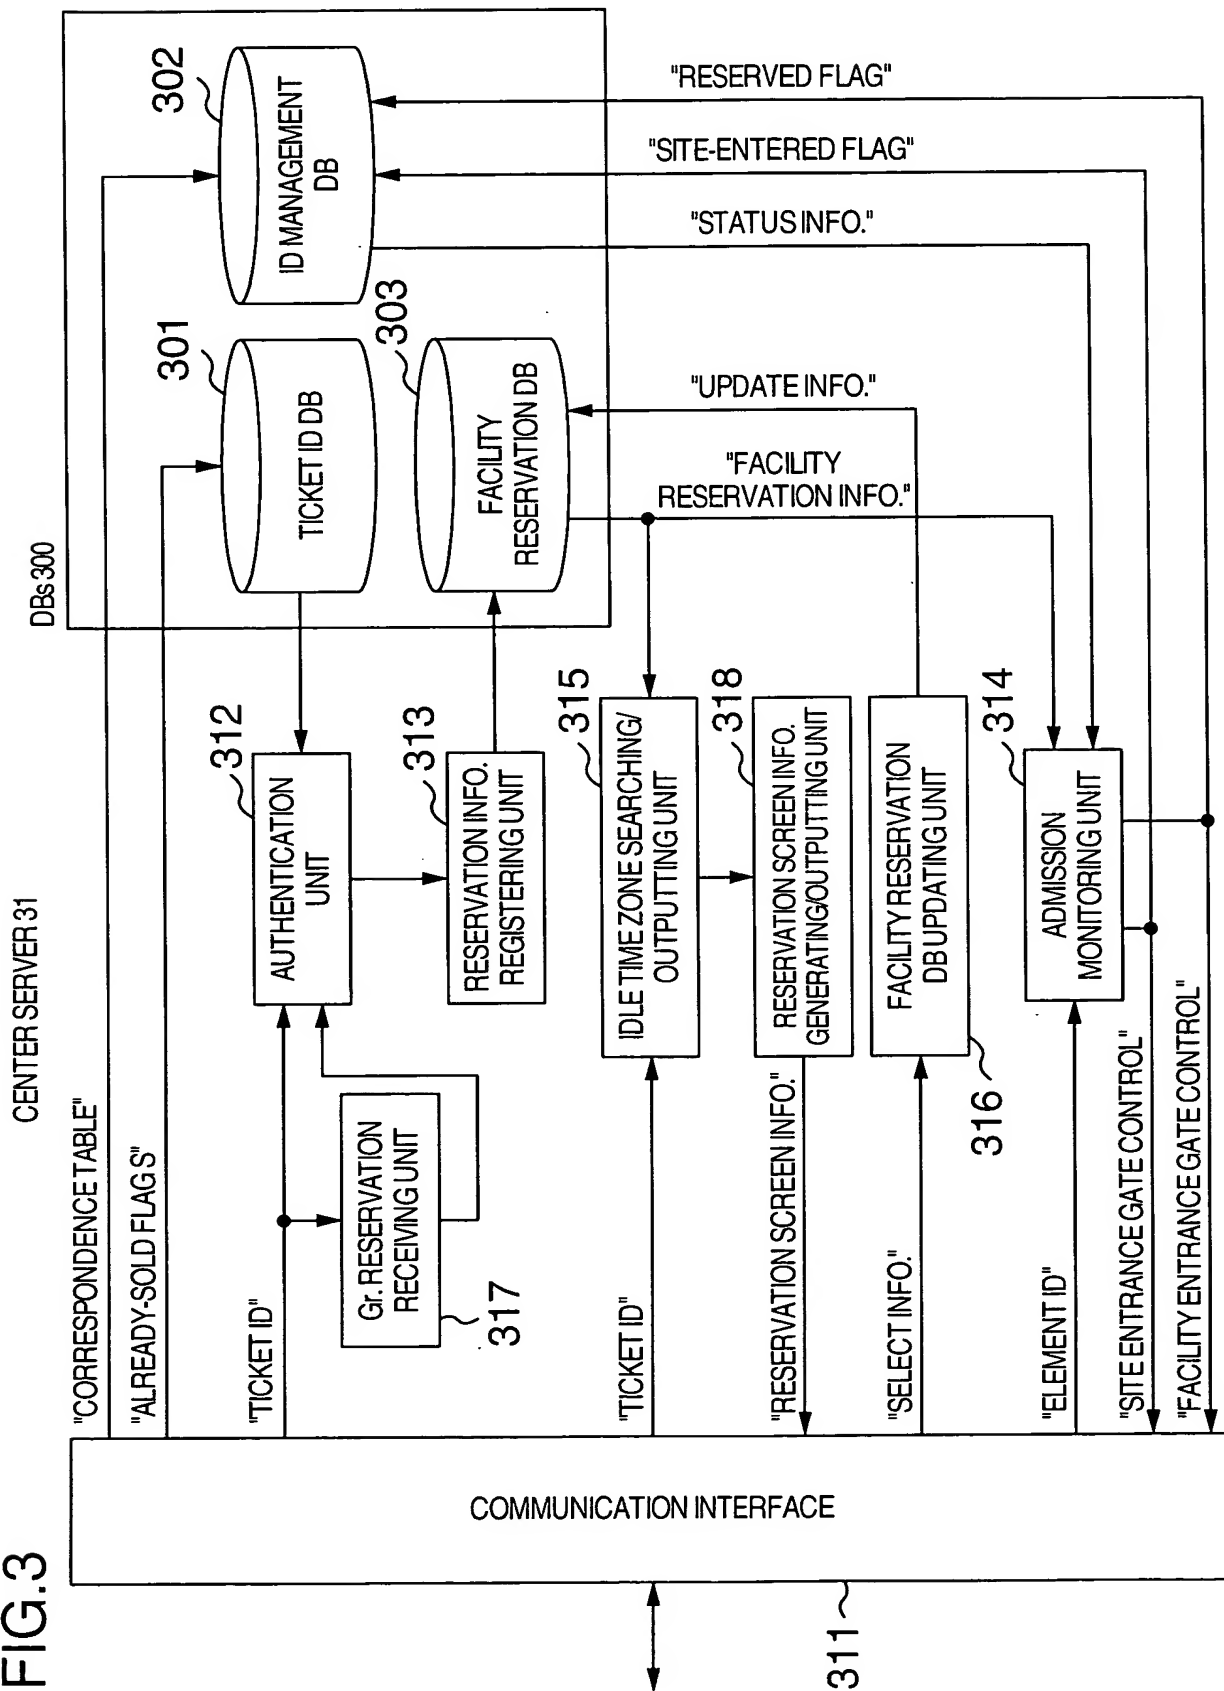 FIG.3
CENTER SERVER 31
DBs 300
311
COMMUNICATION INTERFACE
"CORRESPONDENCE TABLE"
"ALREADY-SOLD FLAGS"
"TICKET ID"
317
Gr. RESERVATION
RECEIVING UNIT
312
AUTHENTICATION
UNIT
313
RESERVATION INFO.
REGISTERING UNIT
301
TICKET ID DB
302
ID MANAGEMENT
DB
303
FACILITY
RESERVATION DB
"TICKET ID"
315
IDLE TIME ZONE SEARCHING/
OUTPUTTING UNIT
"RESERVATION SCREEN INFO."
318
RESERVATION SCREEN INFO.
GENERATING/OUTPUTTING UNIT
"SELECT INFO."
316
FACILITY RESERVATION
DB UPDATING UNIT
"ELEMENT ID"
314
ADMISSION
MONITORING UNIT
"SITE ENTRANCE GATE CONTROL"
"FACILITY ENTRANCE GATE CONTROL"
"FACILITY
RESERVATION INFO."
"UPDATE INFO."
"STATUS INFO."
"SITE-ENTERED FLAG"
"RESERVED FLAG"